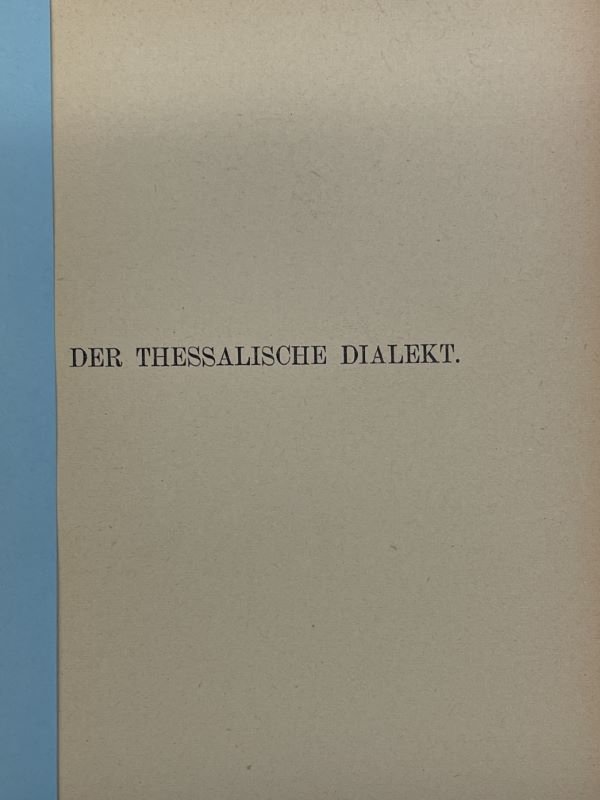 DER THESSALISCHE DIALEKT.